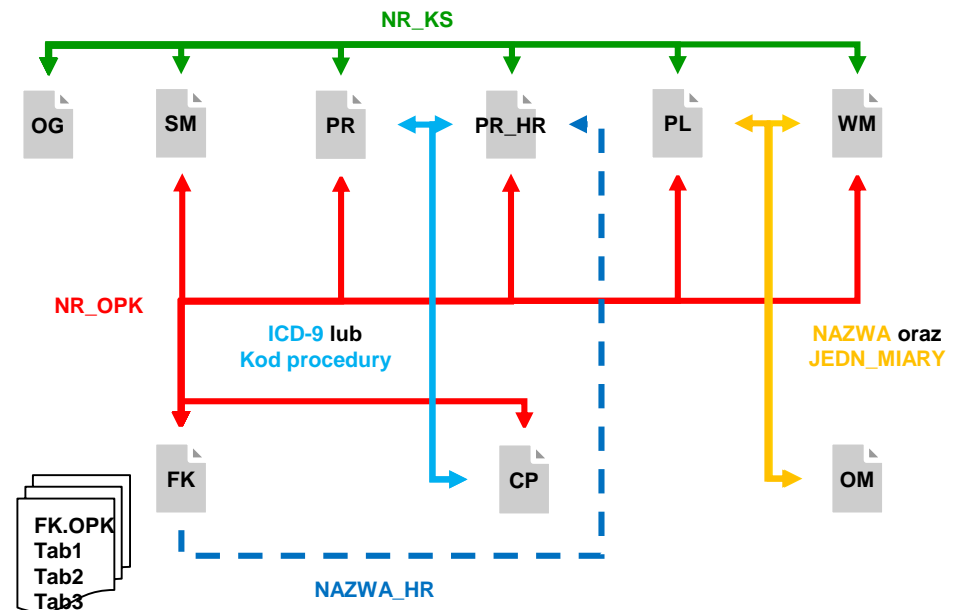 NR_KS
OG
SM
PR
PR_HR
PL
WM
NR_OPK
ICD-9 lub
Kod procedury
NAZWA oraz
JEDN_MIARY
FK
CP
OM
FK.OPK
Tab1
Tab2
Tab3
NAZWA_HR